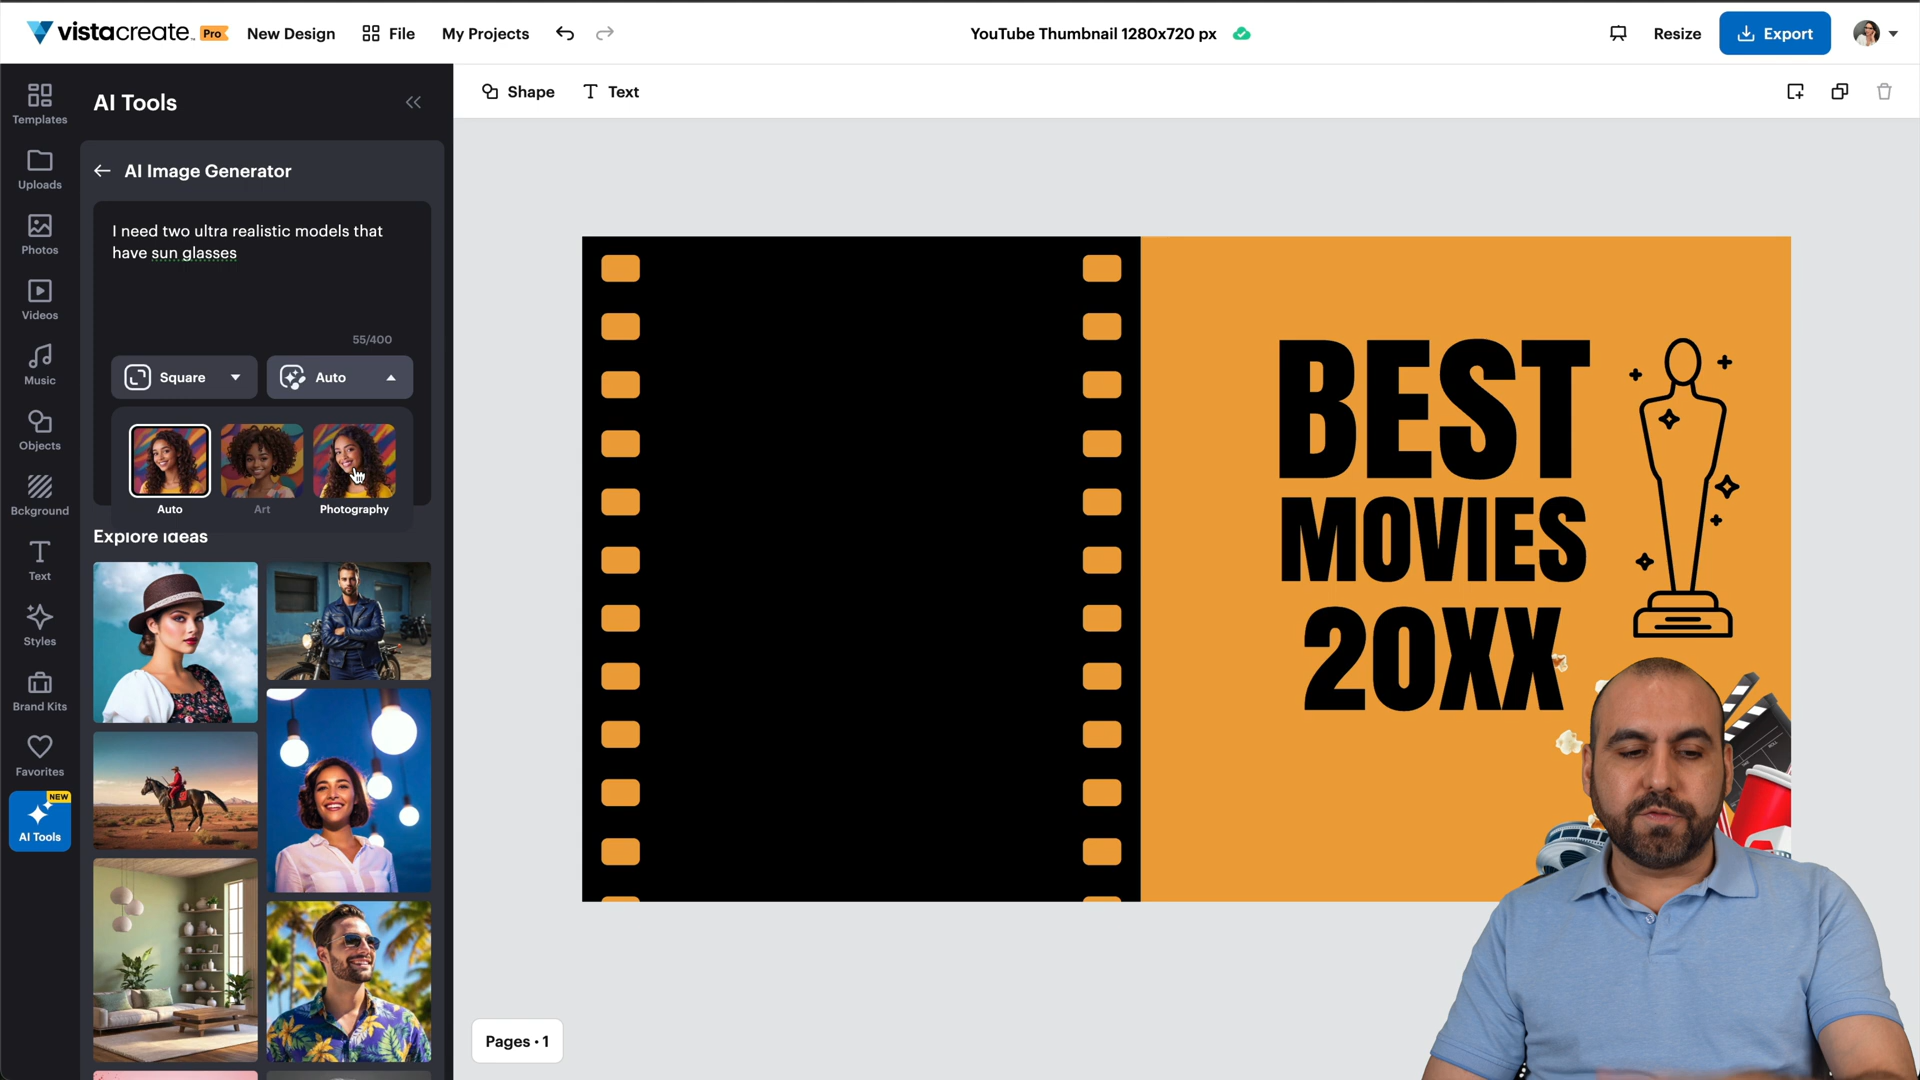 vistacreate Pro New Design File My Projects YouTube Thumbnail 1280x720 px Resize Export
Templates
Uploads
Photos
Videos
Music
Objects
Bckground
Text
Styles
Brand Kits
Favorites
NEW
AI Tools
AI Tools
AI Image Generator
I need two ultra realistic models that
have sun glasses
55/400
Square Auto
Auto Art Photography
Explore ideas
Shape Text
BEST
MOVIES
20XX
Pages • 1